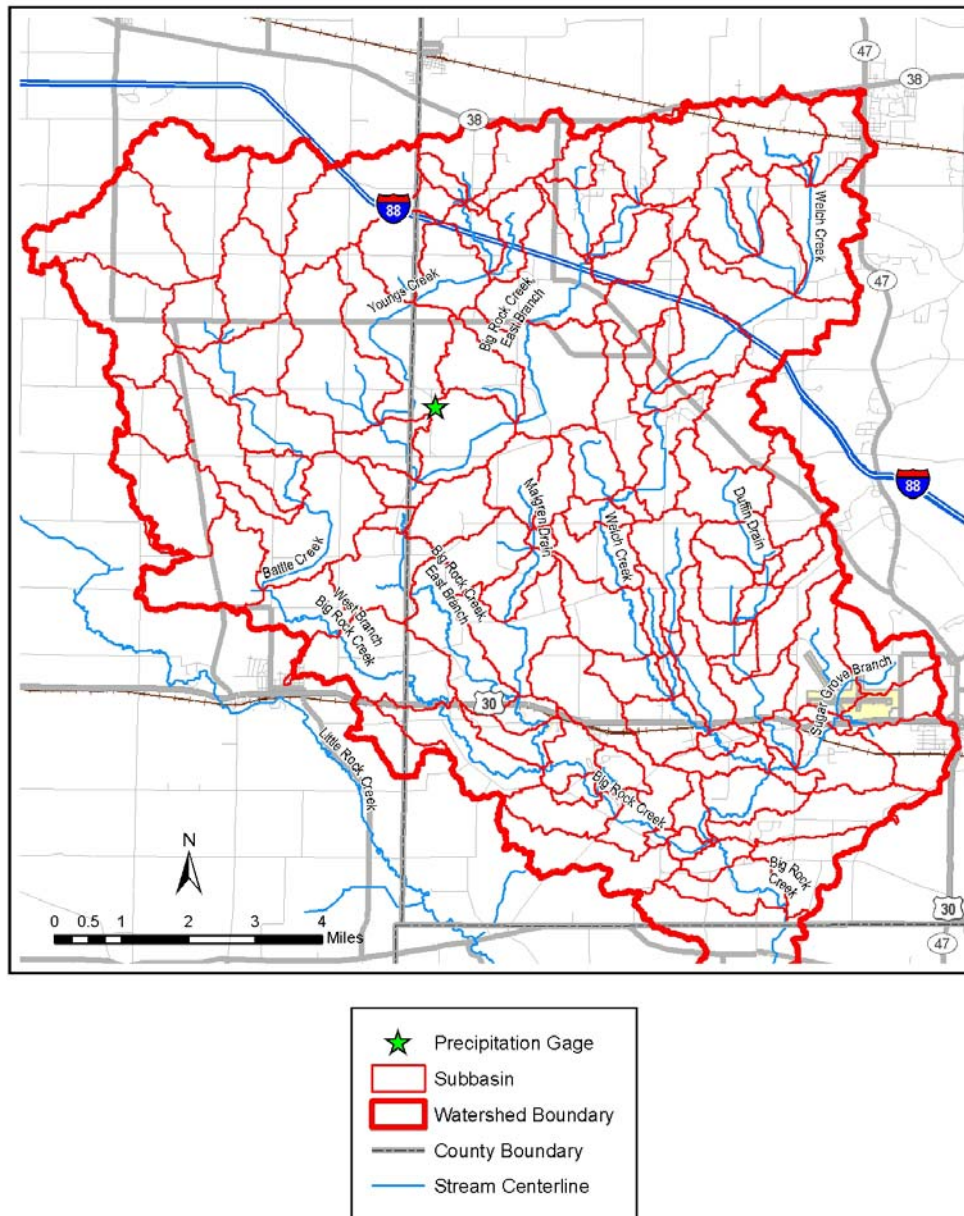 47
38
38
88
Welch Creek
47
Youngs Creek
Big Rock Creek,
East Branch
88
Malgren Drain
Welch Creek
Duffin Drain
Battle Creek
Big Rock Creek,
East Branch
West Branch
Big Rock Creek
Sugar Grove Branch
30
Little Rock Creek
Big Rock Creek
Big Rock
Creek
N
30
47
0 0.5 1 2 3 4
Miles
Precipitation Gage
Subbasin
Watershed Boundary
County Boundary
Stream Centerline